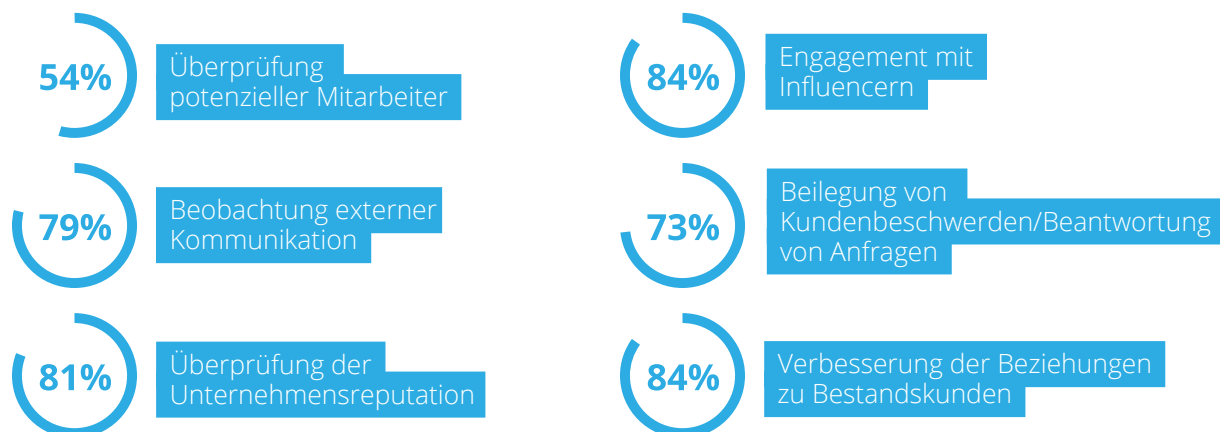 54%
Überprüfung
potenzieller Mitarbeiter
79%
Beobachtung externer
Kommunikation
81%
Überprüfung der
Unternehmensreputation
84%
Engagement mit
Influencern
73%
Beilegung von
Kundenbeschwerden/Beantwortung
von Anfragen
84%
Verbesserung der Beziehungen
zu Bestandskunden